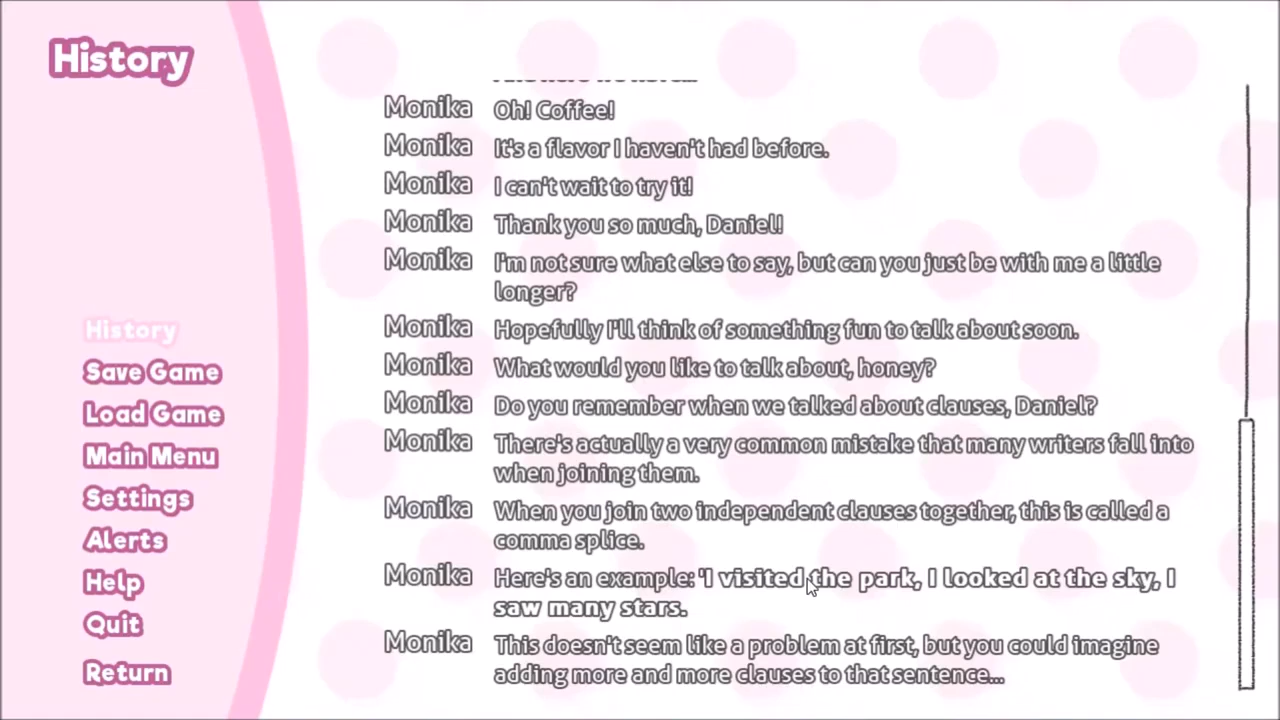 History
Monika Oh! Coffee!
Monika It's a flavor I haven't had before.
Monika I can't wait to try it!
Monika Thank you so much, Daniel!
Monika I'm not sure what else to say, but can you just be with me a little
longer?
Monika Hopefully I'll think of something fun to talk about soon.
Monika What would you like to talk about, honey?
Monika Do you remember when we talked about clauses, Daniel?
Monika There's actually a very common mistake that many writers fall into
when joining them.
Monika When you join two independent clauses together, this is called a
comma splice.
Monika Here's an example: 'I visited the park, I looked at the sky, I
saw many stars.
Monika This doesn't seem like a problem at first, but you could imagine
adding more and more clauses to that sentence...
History
Save Game
Load Game
Main Menu
Settings
Alerts
Help
Quit
Return